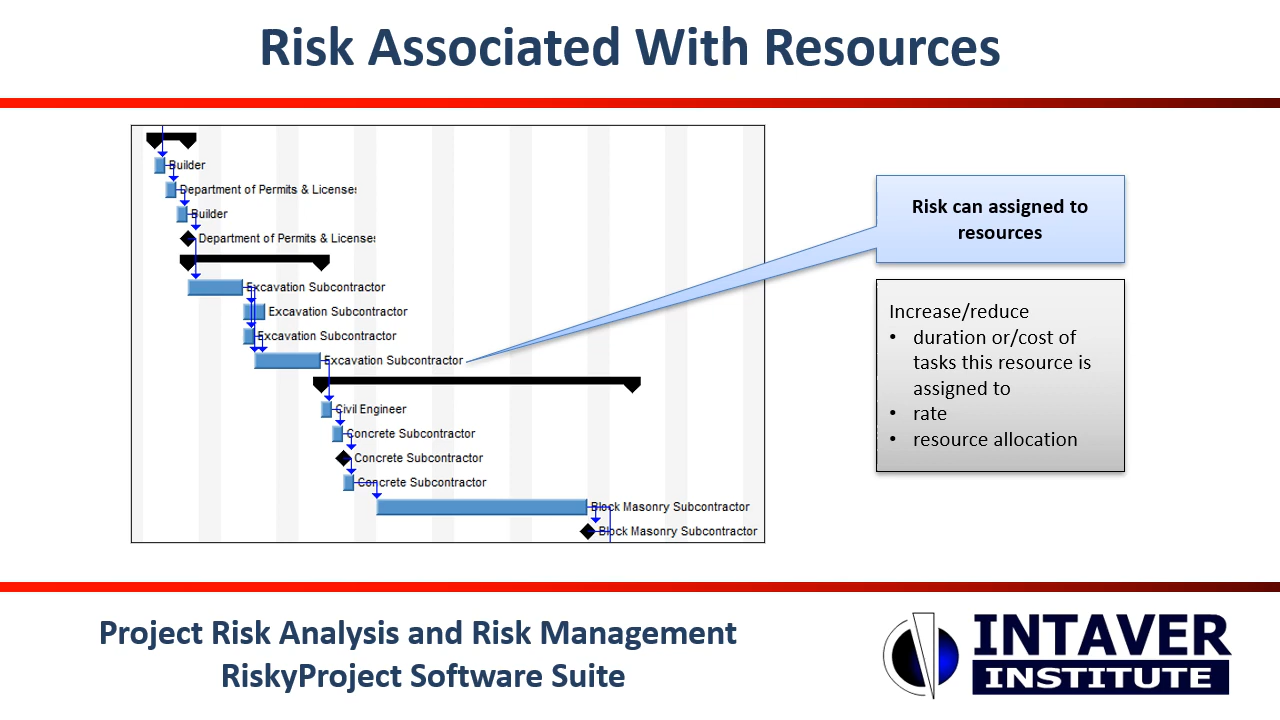 Risk Associated With Resources
Builder
Department of Permits & Licenses
Builder
Department of Permits & Licenses
Excavation Subcontractor
Excavation Subcontractor
Excavation Subcontractor
Excavation Subcontractor
Civil Engineer
Concrete Subcontractor
Concrete Subcontractor
Concrete Subcontractor
Block Masonry Subcontractor
Block Masonry Subcontractor
Risk can assigned to
resources
Increase/reduce
• duration or/cost of
tasks this resource is
assigned to
• rate
• resource allocation
Project Risk Analysis and Risk Management
RiskyProject Software Suite
INTAVER
INSTITUTE